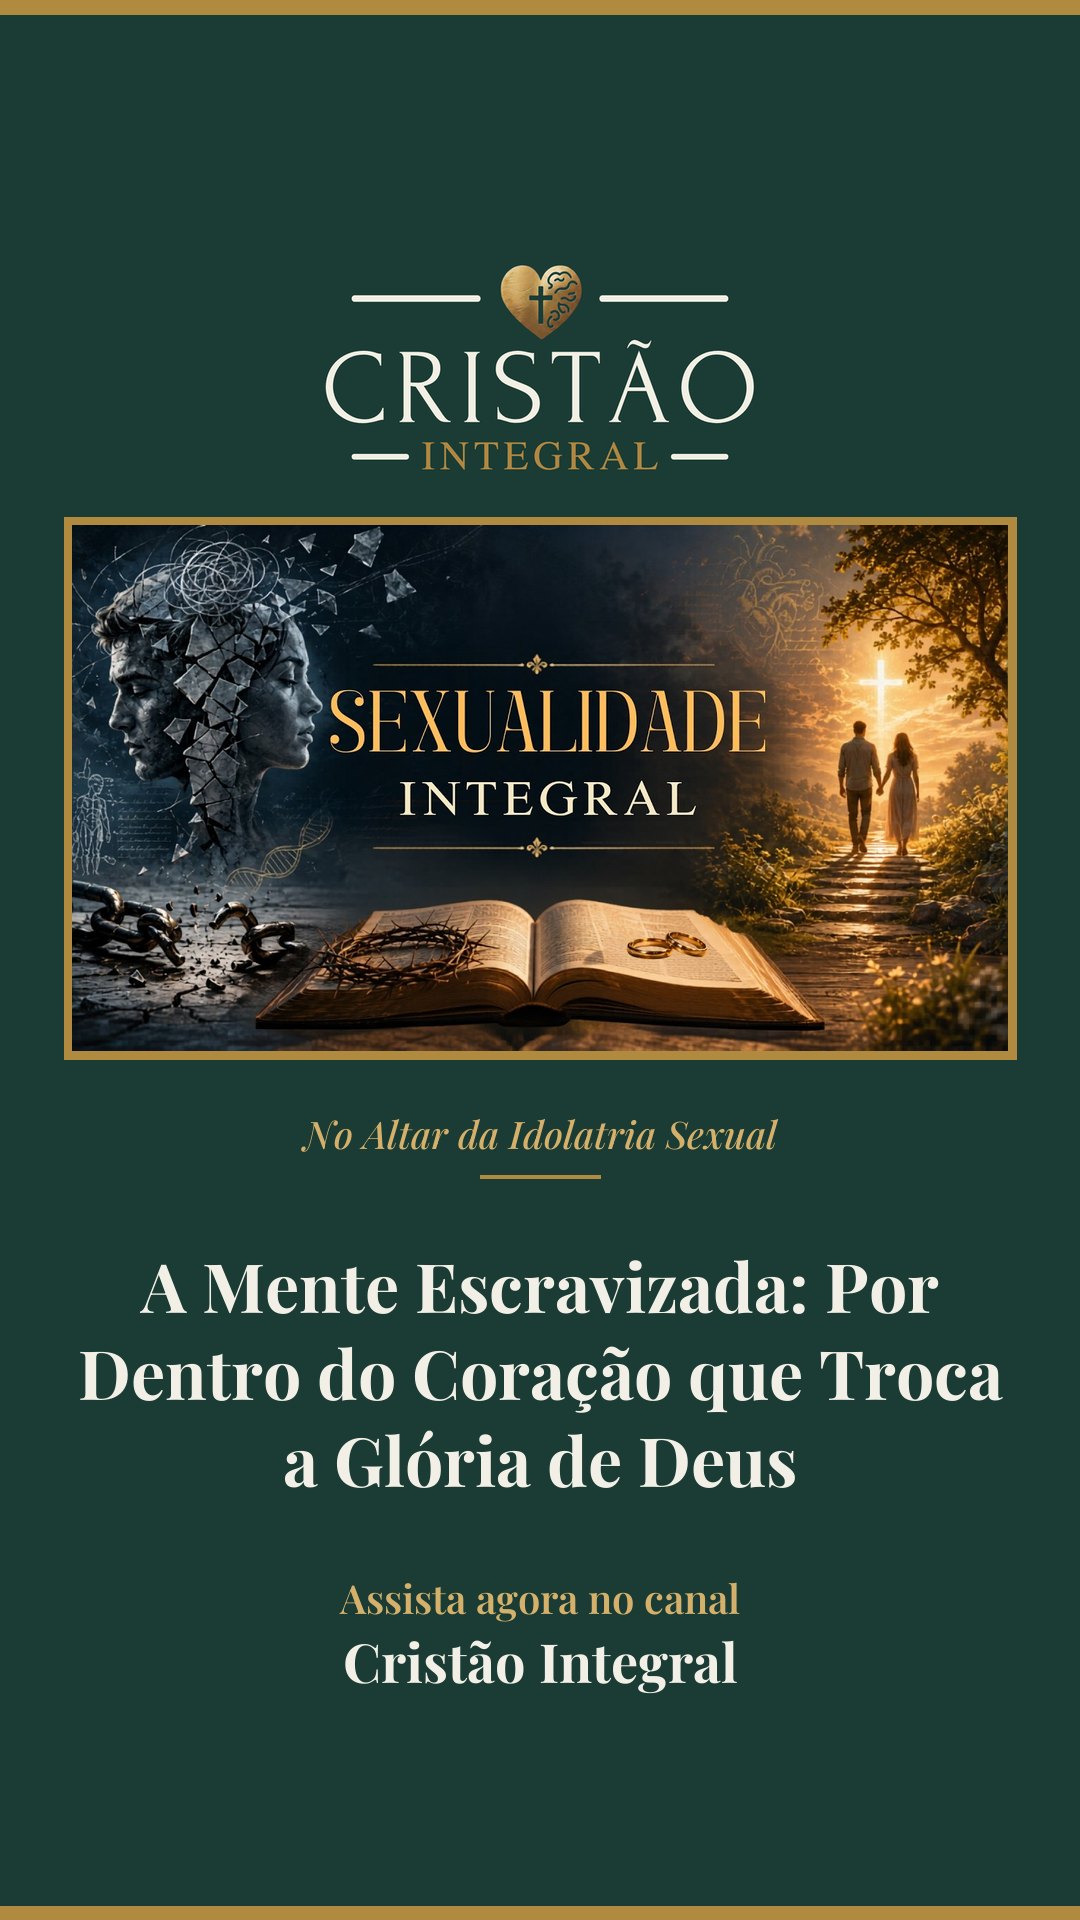 CRISTÃO
INTEGRAL
SEXUALIDADE
INTEGRAL
No Altar da Idolatria Sexual
A Mente Escravizada: Por
Dentro do Coração que Troca
a Glória de Deus
Assista agora no canal
Cristão Integral